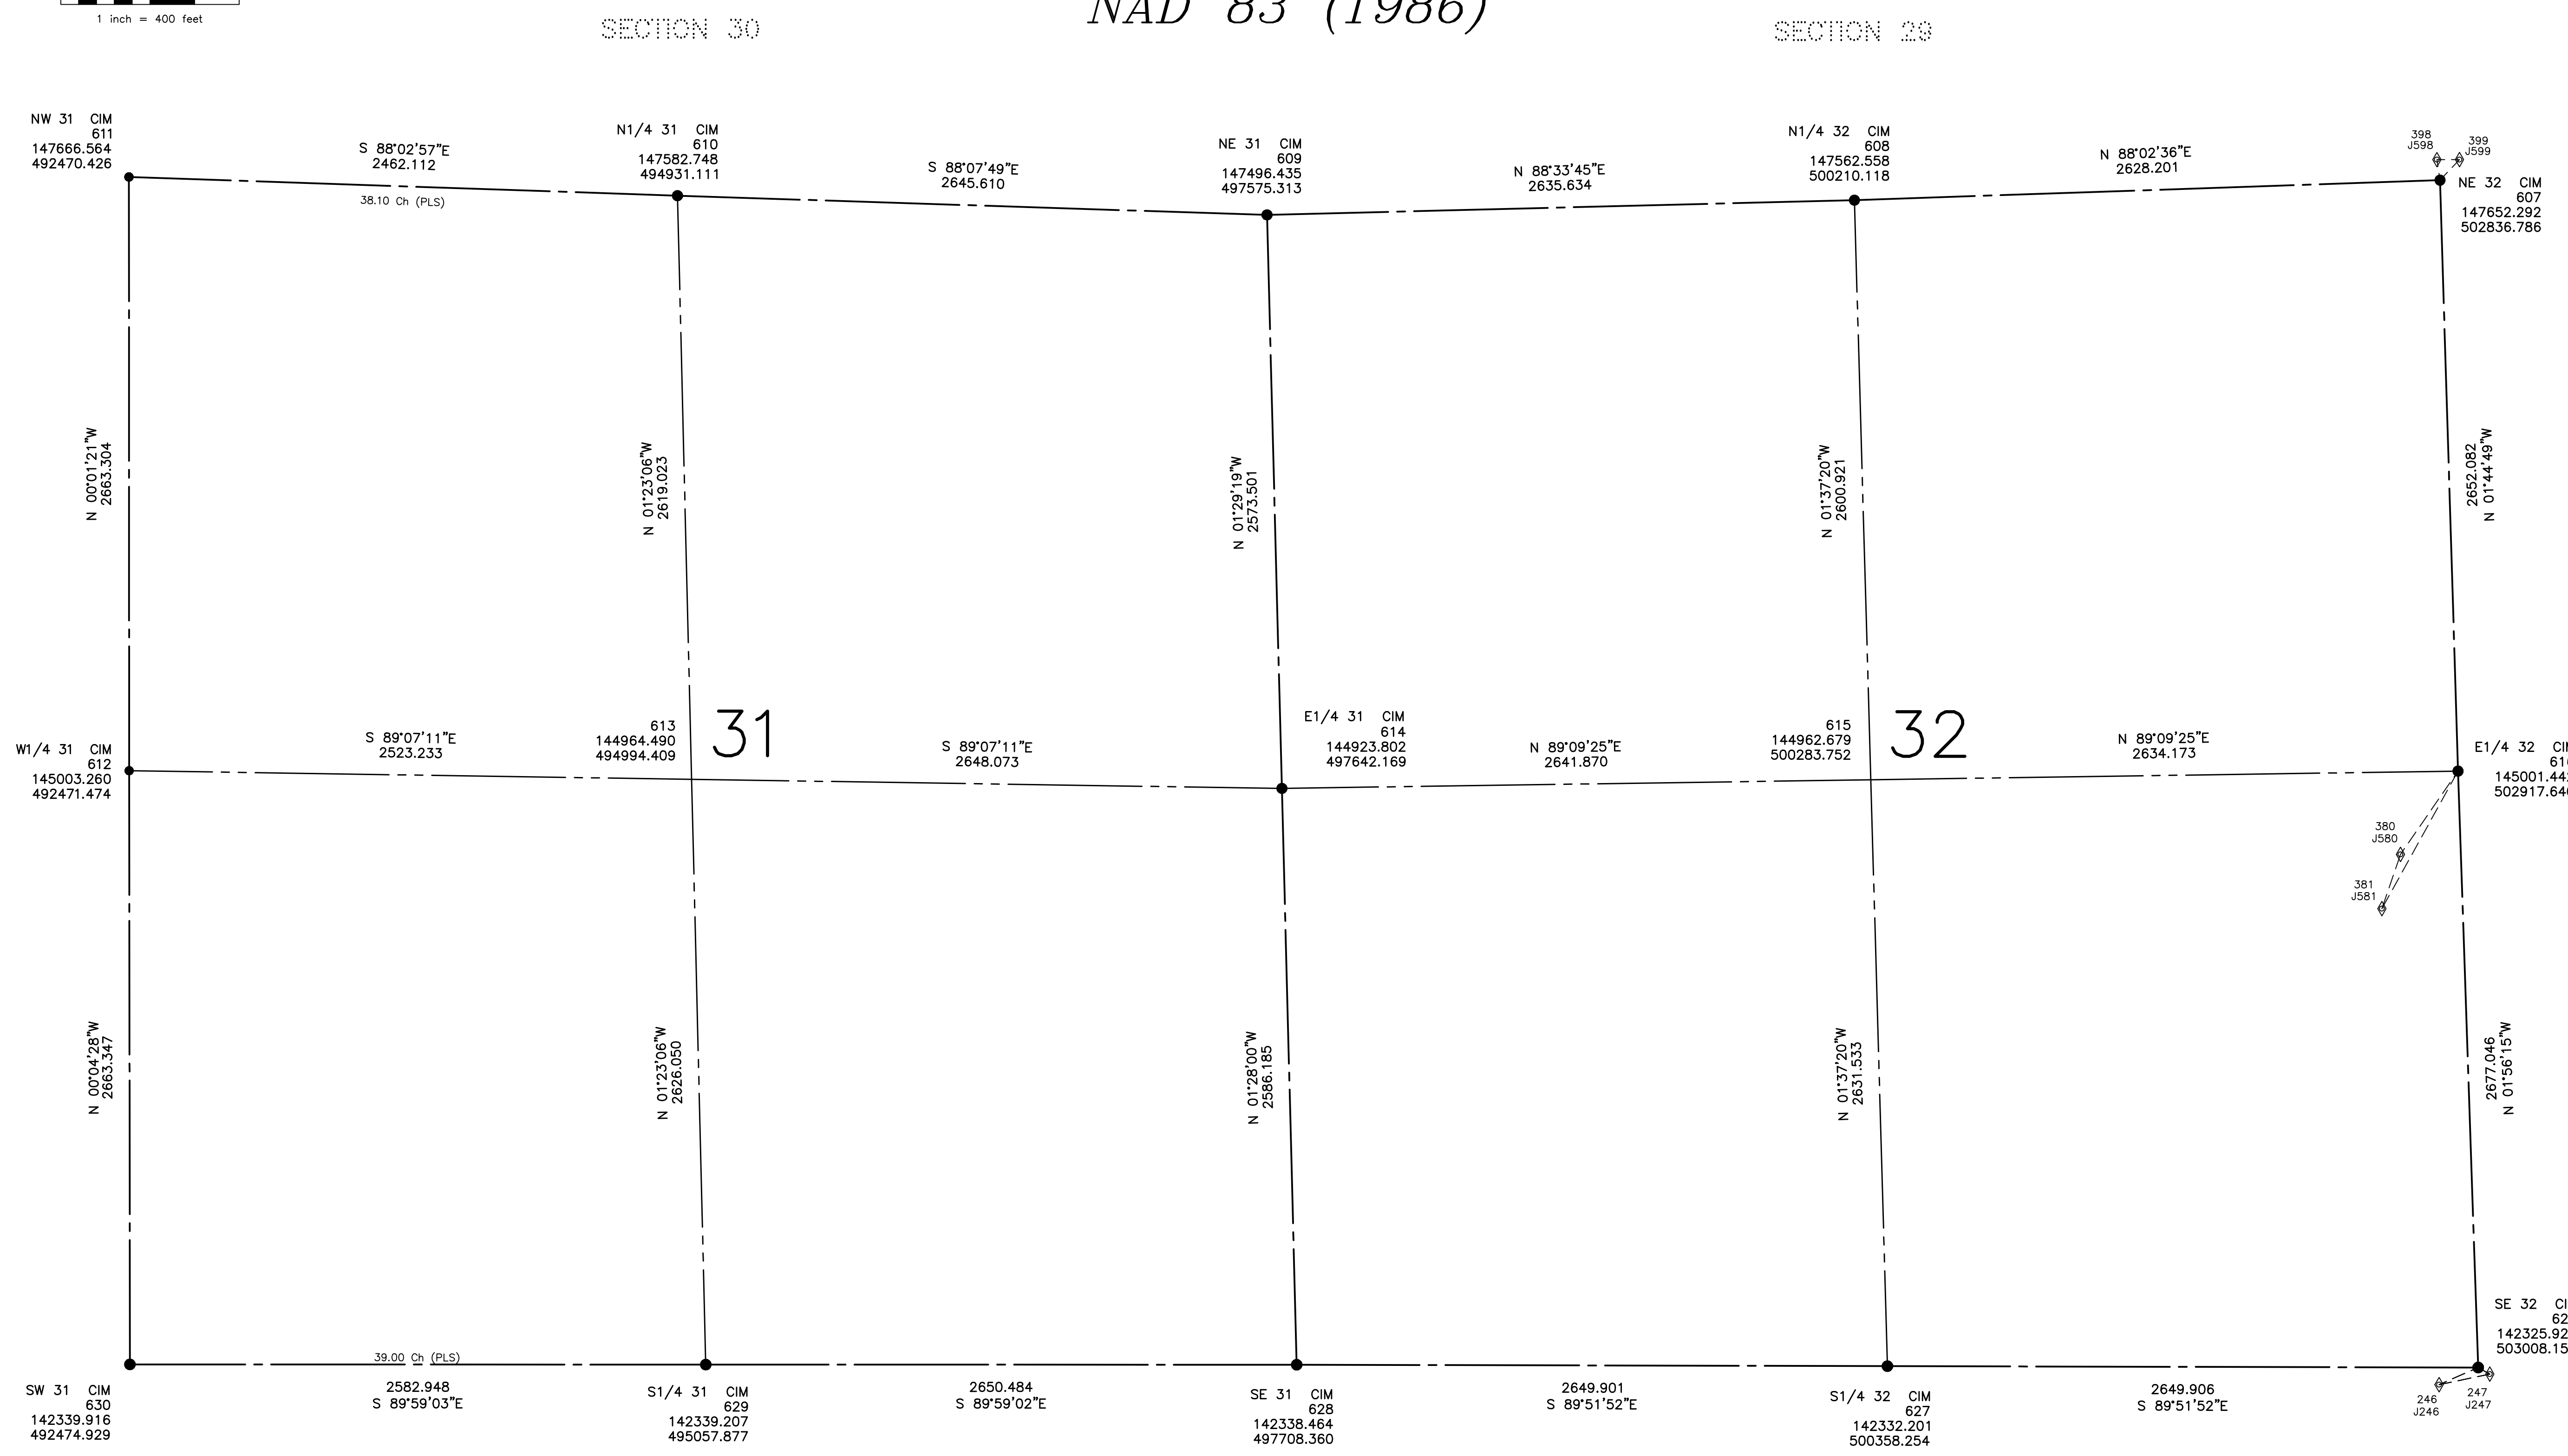 1 inch = 400 feet
NAD 83 (1986)
SECTION 30
SECTION 29
NW 31 CIM
611
147666.564
492470.426
S 88°02'57"E
2462.112
38.10 Ch (PLS)
N1/4 31 CIM
610
147582.748
494931.111
S 88°07'49"E
2645.610
NE 31 CIM
609
147496.435
497575.313
N 88°33'45"E
2635.634
N1/4 32 CIM
608
147562.558
500210.118
N 88°02'36"E
2628.201
398
J598
399
J599
NE 32 CIM
607
147652.292
502836.786
N 00°01'21"W
2663.304
N 01°23'06"W
2619.023
N 01°29'19"W
2573.501
N 01°37'20"W
2600.921
2652.082
N 01°44'49"W
W1/4 31 CIM
612
145003.260
492471.474
S 89°07'11"E
2523.233
613
144964.490
494994.409
31
S 89°07'11"E
2648.073
E1/4 31 CIM
614
144923.802
497642.169
N 89°09'25"E
2641.870
615
144962.679
500283.752
32
N 89°09'25"E
2634.173
E1/4 32
145001.44
502917.64
380
J580
381
J581
N 00°04'28"W
2663.347
N 01°23'06"W
2626.050
N 01°28'00"W
2586.185
N 01°37'20"W
2631.533
2677.046
N 01°56'15"W
SW 31 CIM
630
142339.916
492474.929
39.00 Ch (PLS)
2582.948
S 89°59'03"E
S1/4 31 CIM
629
142339.207
495057.877
2650.484
S 89°59'02"E
SE 31 CIM
628
142338.464
497708.360
2649.901
S 89°51'52"E
S1/4 32 CIM
627
142332.201
500358.254
2649.906
S 89°51'52"E
246
J246
247
J247
SE 32
62
142325.92
503008.15